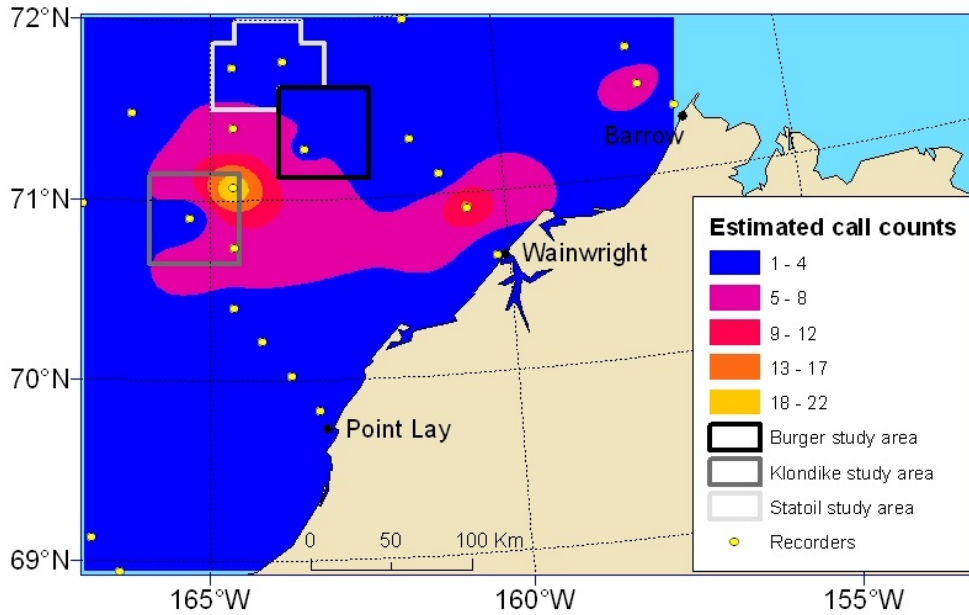 72°N
71°N
70°N
69°N
Barrow
Wainwright
Point Lay
0 50 100 Km
165°W 160°W 155°W
Estimated call counts
1 - 4
5 - 8
9 - 12
13 - 17
18 - 22
Burger study area
Klondike study area
Statoil study area
Recorders